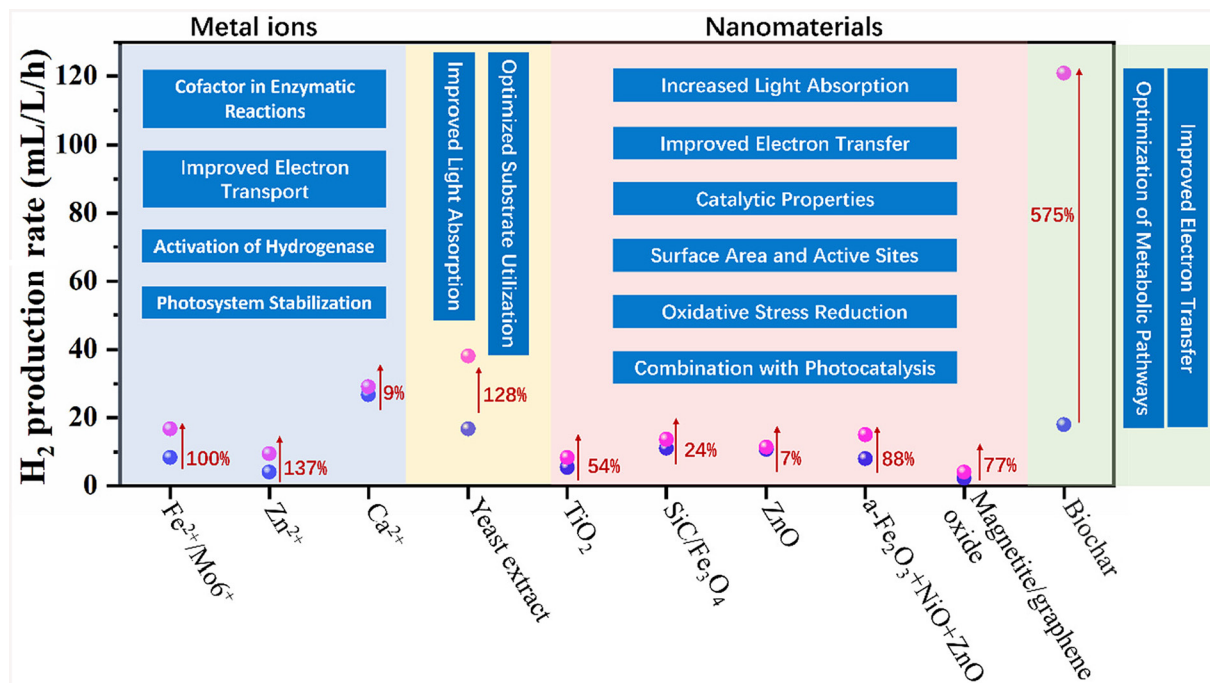 Metal ions
Nanomaterials
H₂ production rate (mL/L/h)
120
100
80
60
40
20
0
Cofactor in Enzymatic
Reactions
Improved Electron
Transport
Activation of Hydrogenase
Photosystem Stabilization
Improved Light Absorption
Optimized Substrate Utilization
Increased Light Absorption
Improved Electron Transfer
Catalytic Properties
Surface Area and Active Sites
Oxidative Stress Reduction
Combination with Photocatalysis
Optimization of Metabolic Pathways
Improved Electron Transfer
100%
137%
9%
128%
54%
24%
7%
88%
77%
575%
Fe²⁺/Mo6⁺
Zn²⁺
Ca²⁺
Yeast extract
TiO₂
SiC/Fe₃O₄
ZnO
a-Fe₂O₃+NiO+ZnO
Magnetite/graphene
oxide
Biochar